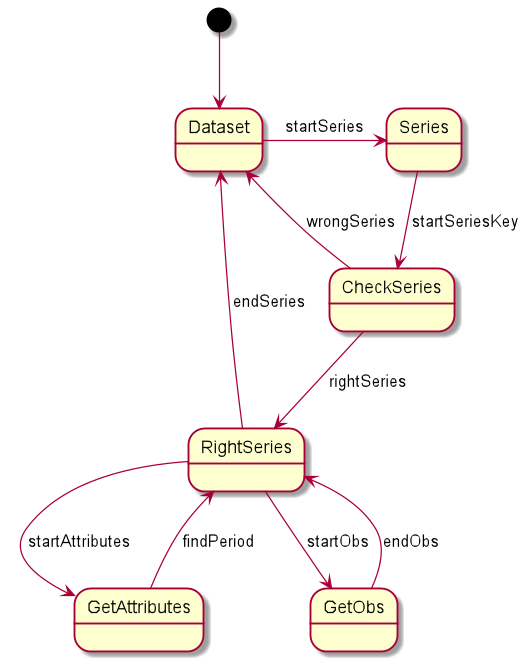 Dataset
startSeries
Series
wrongSeries
startSeriesKey
CheckSeries
endSeries
rightSeries
RightSeries
startAttributes
findPeriod
startObs
endObs
GetAttributes
GetObs